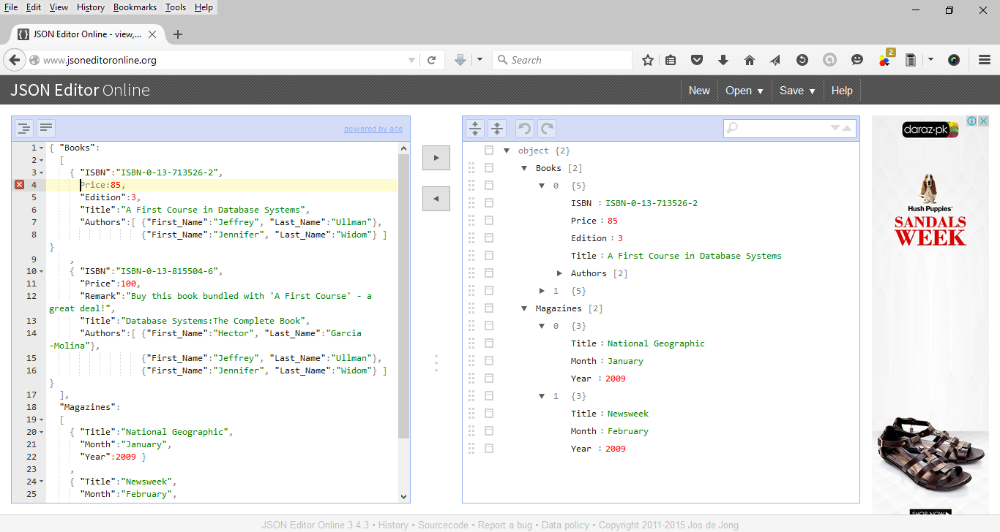 File Edit View History Bookmarks Tools Help
JSON Editor Online - view,...
www.jsoneditoronline.org
Search
2
JSON Editor Online
New Open Save Help
powered by ace
1 { "Books":
2 [
3 { "ISBN":"ISBN-0-13-713526-2",
4 Price:85,
5 "Edition":3,
6 "Title":"A First Course in Database Systems",
7 "Authors":[ {"First_Name":"Jeffrey", "Last_Name":"Ullman"},
8 {"First_Name":"Jennifer", "Last_Name":"Widom"} ]
}
9 ,
10 { "ISBN":"ISBN-0-13-815504-6",
11 "Price":100,
12 "Remark":"Buy this book bundled with 'A First Course' - a
great deal!",
13 "Title":"Database Systems:The Complete Book",
14 "Authors":[ {"First_Name":"Hector", "Last_Name":"Garcia
-Molina"},
15 {"First_Name":"Jeffrey", "Last_Name":"Ullman"},
16 {"First_Name":"Jennifer", "Last_Name":"Widom"} ]
}
17 ],
18 "Magazines":
19 [
20 { "Title":"National Geographic",
21 "Month":"January",
22 "Year":2009 }
23 ,
24 { "Title":"Newsweek",
25 "Month":"February",
object {2}
Books [2]
0 {5}
ISBN : ISBN-0-13-713526-2
Price : 85
Edition : 3
Title : A First Course in Database Systems
Authors [2]
1 {5}
Magazines [2]
0 {3}
Title : National Geographic
Month : January
Year : 2009
1 {3}
Title : Newsweek
Month : February
Year : 2009
daraz.pk
Hush Puppies
SANDALS
WEEK
SHOP NOW
JSON Editor Online 3.4.3 • History • Sourcecode • Report a bug • Data policy • Copyright 2011-2015 Jos de Jong